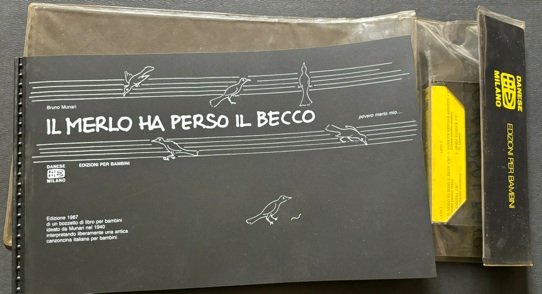 Bruno Munari
IL MERLO HA PERSO IL BECCO
povero merlo mio...
DANESE
MILANO
EDIZIONI PER BAMBINI
Edizione 1987
di un bozzetto di libro per bambini
ideato da Munari nel 1940
interpretando liberamente una antica
canzoncina italiana per bambini.
DANESE
MILANO
EDIZIONI PER BAMBINI